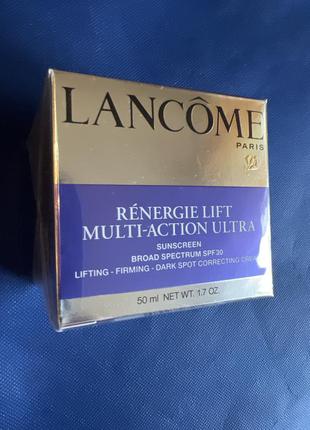 LANCÔME
PARIS
RÉNERGIE LIFT
MULTI-ACTION ULTRA
SUNSCREEN
BROAD SPECTRUM SPF30
LIFTING - FIRMING - DARK SPOT CORRECTING CREAM
50 ml NET WT. 1.7 OZ.